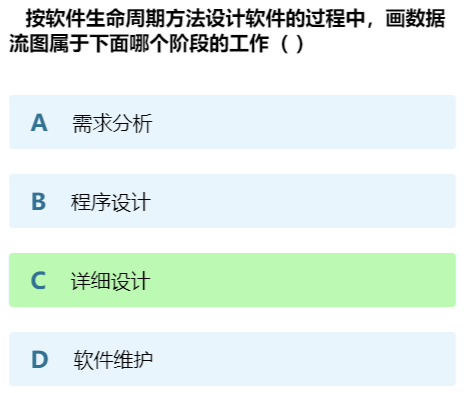 按软件生命周期方法设计软件的过程中，画数据
流图属于下面哪个阶段的工作（ ）
A 需求分析
B 程序设计
C 详细设计
D 软件维护